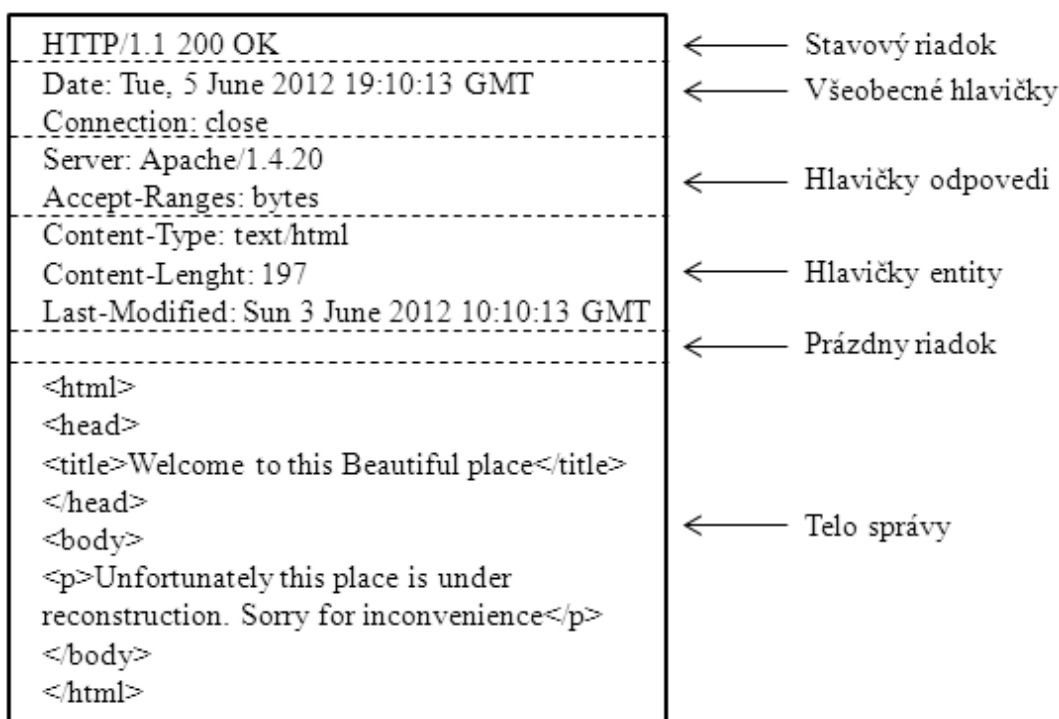 HTTP/1.1 200 OK
Stavový riadok
Date: Tue, 5 June 2012 19:10:13 GMT
Všeobecné hlavičky
Connection: close
Server: Apache/1.4.20
Hlavičky odpovedi
Accept-Ranges: bytes
Content-Type: text/html
Content-Lenght: 197
Hlavičky entity
Last-Modified: Sun 3 June 2012 10:10:13 GMT
Prázdny riadok
<html>
<head>
<title>Welcome to this Beautiful place</title>
</head>
<body>
Telo správy
<p>Unfortunately this place is under
reconstruction. Sorry for inconvenience</p>
</body>
</html>